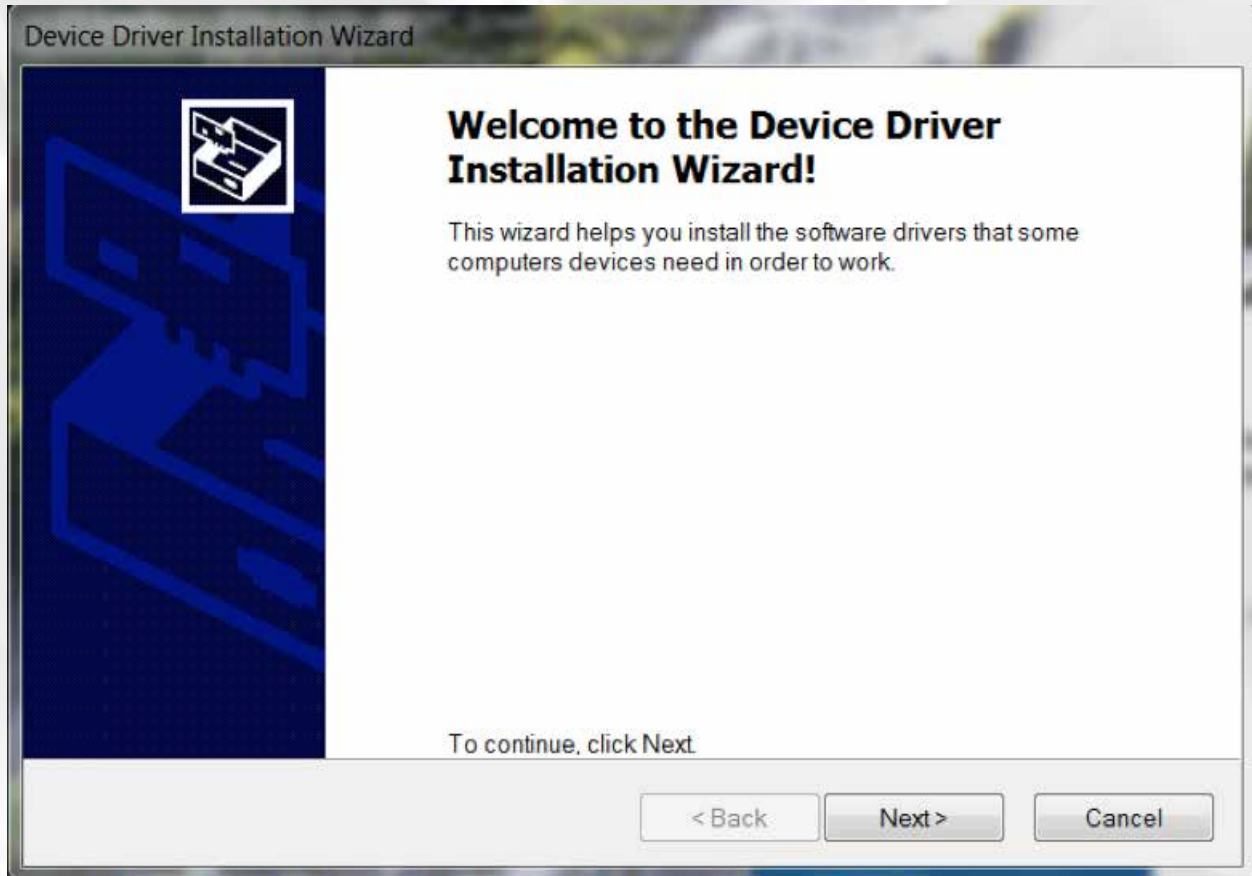 Device Driver Installation Wizard
Welcome to the Device Driver
Installation Wizard!
This wizard helps you install the software drivers that some
computers devices need in order to work.
To continue, click Next.
< Back
Next >
Cancel